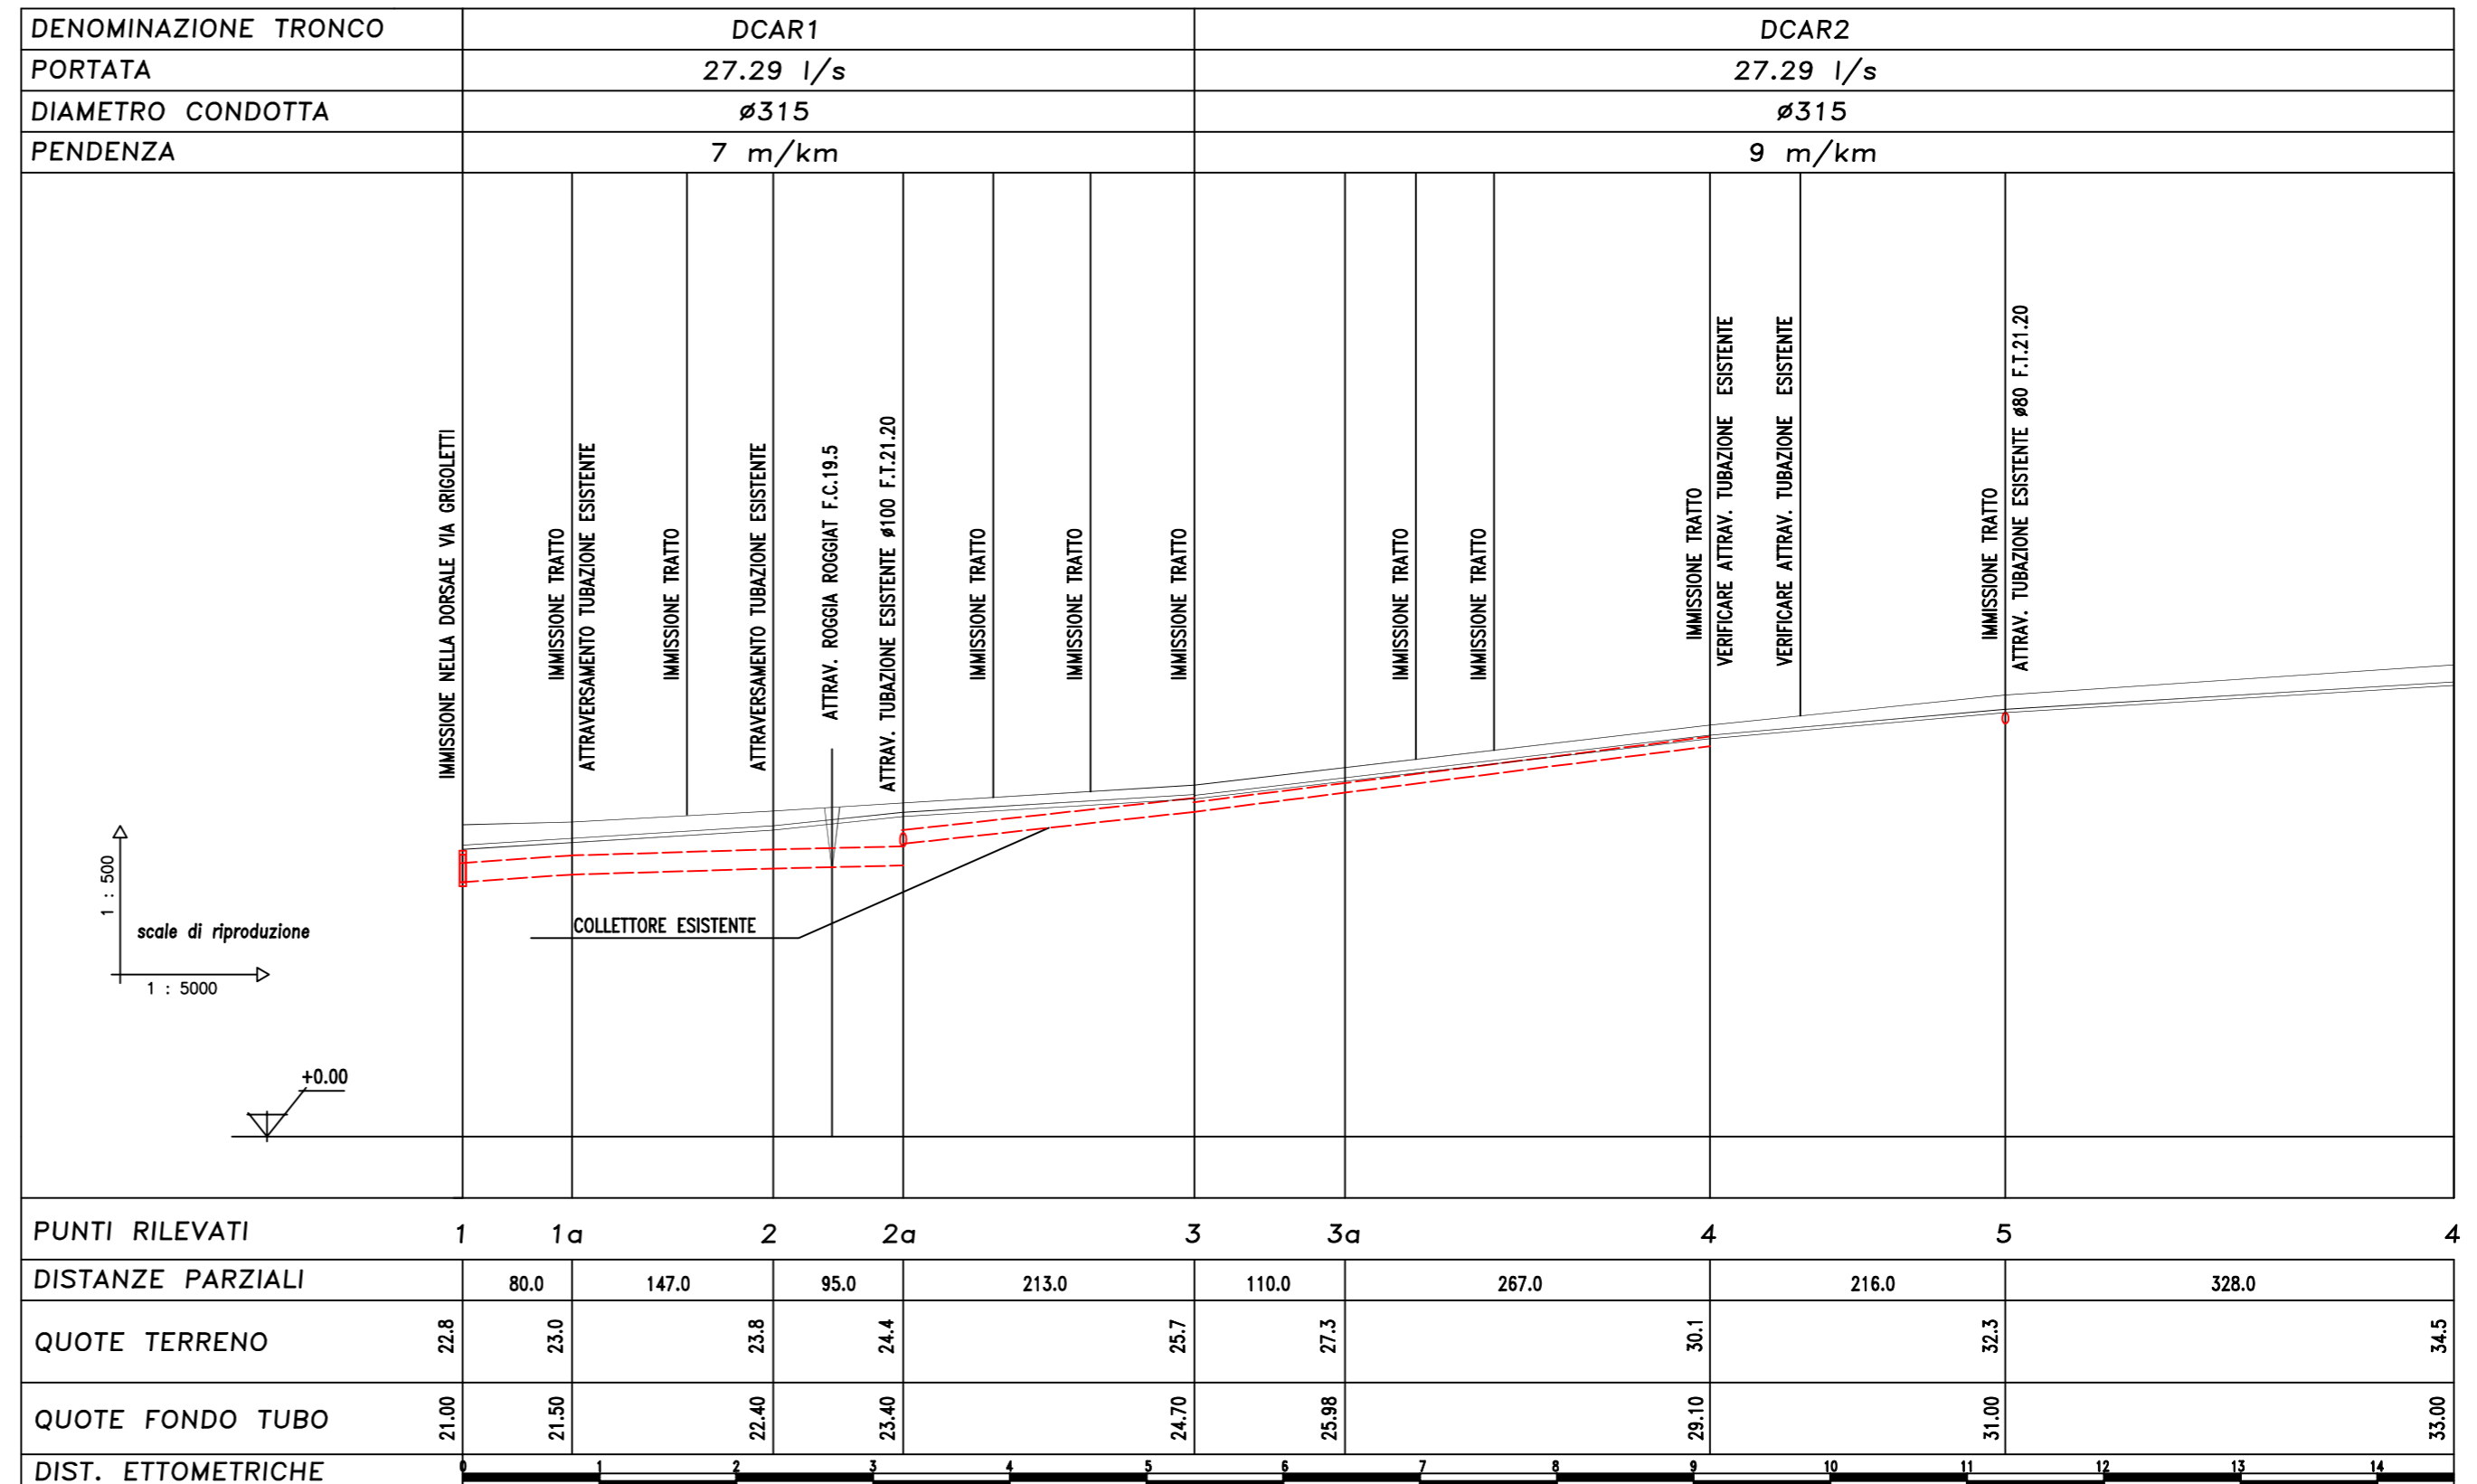 DENOMINAZIONE TRONCO DCAR1 DCAR2
PORTATA 27.29 l/s 27.29 l/s
DIAMETRO CONDOTTA ø315 ø315
PENDENZA 7 m/km 9 m/km
IMMISSIONE NELLA DORSALE VIA GRIGOLETTI
IMMISSIONE TRATTO
ATTRAVERSAMENTO TUBAZIONE ESISTENTE
IMMISSIONE TRATTO
ATTRAVERSAMENTO TUBAZIONE ESISTENTE
ATTRAV. ROGGIA ROGGIAT F.C.19.5
ATTRAV. TUBAZIONE ESISTENTE ø100 F.T.21.20
IMMISSIONE TRATTO
IMMISSIONE TRATTO
IMMISSIONE TRATTO
IMMISSIONE TRATTO
IMMISSIONE TRATTO
IMMISSIONE TRATTO
VERIFICARE ATTRAV. TUBAZIONE ESISTENTE
VERIFICARE ATTRAV. TUBAZIONE ESISTENTE
IMMISSIONE TRATTO
ATTRAV. TUBAZIONE ESISTENTE ø80 F.T.21.20
1 : 500
scale di riproduzione
1 : 5000
COLLETTORE ESISTENTE
+0.00
PUNTI RILEVATI 1 1a 2 2a 3 3a 4 5 4
DISTANZE PARZIALI 80.0 147.0 95.0 213.0 110.0 267.0 216.0 328.0
QUOTE TERRENO 22.8 23.0 23.8 24.4 25.7 27.3 30.1 32.3 34.5
QUOTE FONDO TUBO 21.00 21.50 22.40 23.40 24.70 25.98 29.10 31.00 33.00
DIST. ETTOMETRICHE 0 1 2 3 4 5 6 7 8 9 10 11 12 13 14